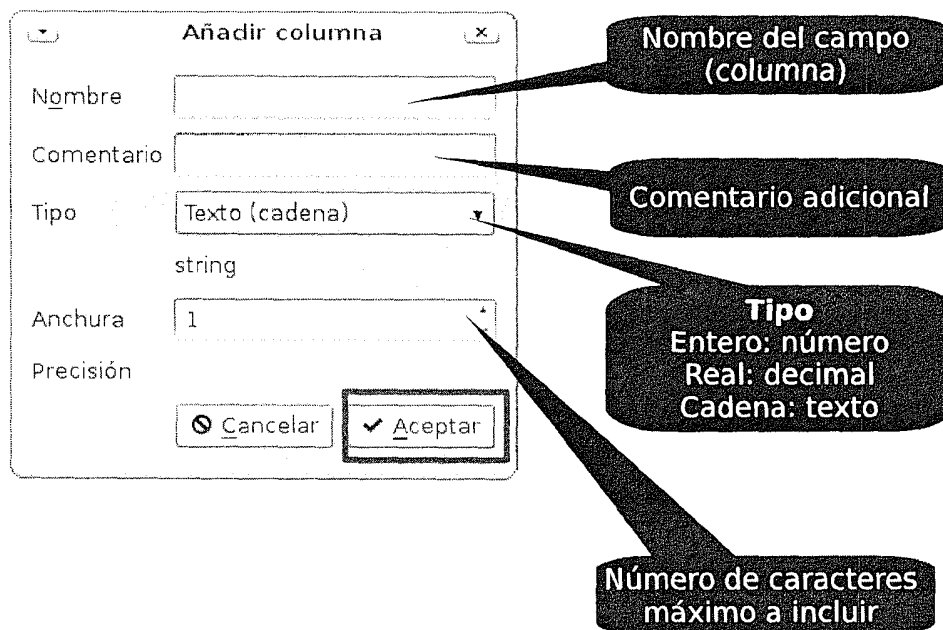 Añadir columna
Nombre
Comentario
Tipo
Texto (cadena)
string
Anchura
1
Precisión
Cancelar
Aceptar
Nombre del campo
(columna)
Comentario adicional
Tipo
Entero: número
Real: decimal
Cadena: texto
Número de caracteres
máximo a incluir